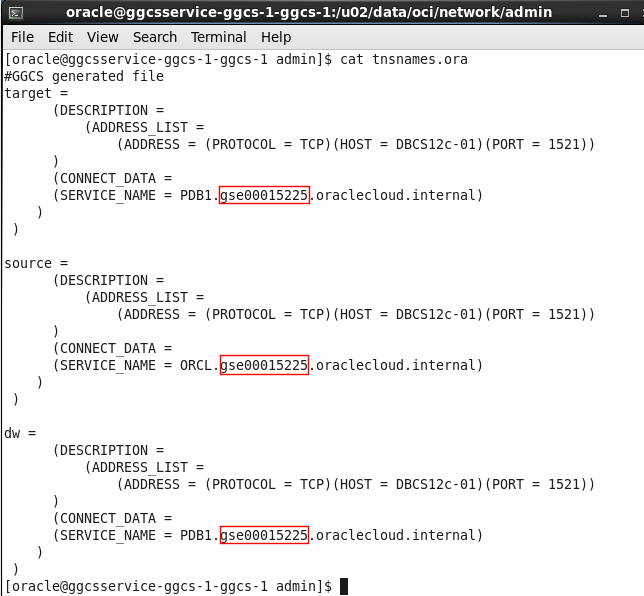 oracle@ggcsservice-ggcs-1-ggcs-1:/u02/data/oci/network/admin
File Edit View Search Terminal Help
[oracle@ggcsservice-ggcs-1-ggcs-1 admin]$ cat tnsnames.ora
#GGCS generated file
target =
      (DESCRIPTION =
          (ADDRESS_LIST =
              (ADDRESS = (PROTOCOL = TCP)(HOST = DBCS12c-01)(PORT = 1521))
      )
      (CONNECT_DATA =
      (SERVICE_NAME = PDB1.gse00015225.oraclecloud.internal)
    )
 )

source =
      (DESCRIPTION =
          (ADDRESS_LIST =
              (ADDRESS = (PROTOCOL = TCP)(HOST = DBCS12c-01)(PORT = 1521))
      )
      (CONNECT_DATA =
      (SERVICE_NAME = ORCL.gse00015225.oraclecloud.internal)
    )
 )

dw =
      (DESCRIPTION =
          (ADDRESS_LIST =
              (ADDRESS = (PROTOCOL = TCP)(HOST = DBCS12c-01)(PORT = 1521))
      )
      (CONNECT_DATA =
      (SERVICE_NAME = PDB1.gse00015225.oraclecloud.internal)
    )
 )
[oracle@ggcsservice-ggcs-1-ggcs-1 admin]$